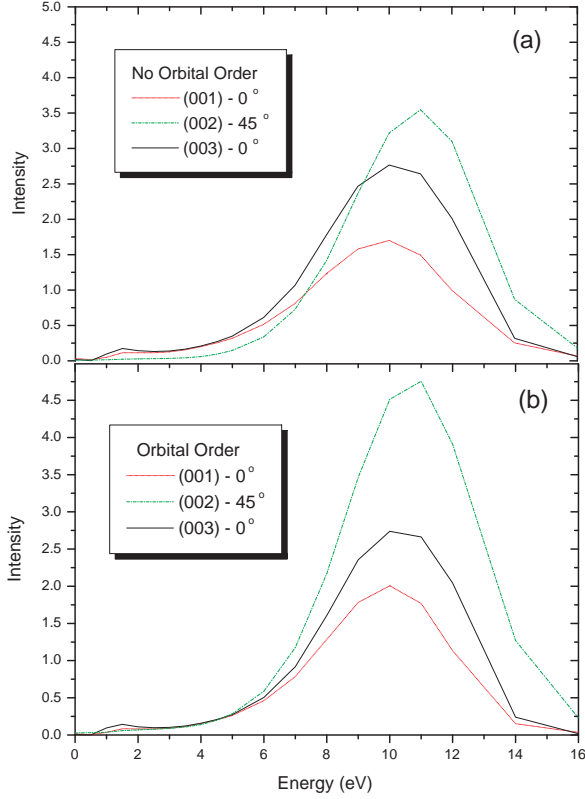 5.0
4.5
4.0
3.5
3.0
2.5
2.0
1.5
1.0
0.5
0.0
Intensity
(a)
No Orbital Order
(001) - 0 °
(002) - 45 °
(003) - 0 °
4.5
4.0
3.5
3.0
2.5
2.0
1.5
1.0
0.5
0.0
Intensity
(b)
Orbital Order
(001) - 0 °
(002) - 45 °
(003) - 0 °
0 2 4 6 8 10 12 14 16
Energy (eV)